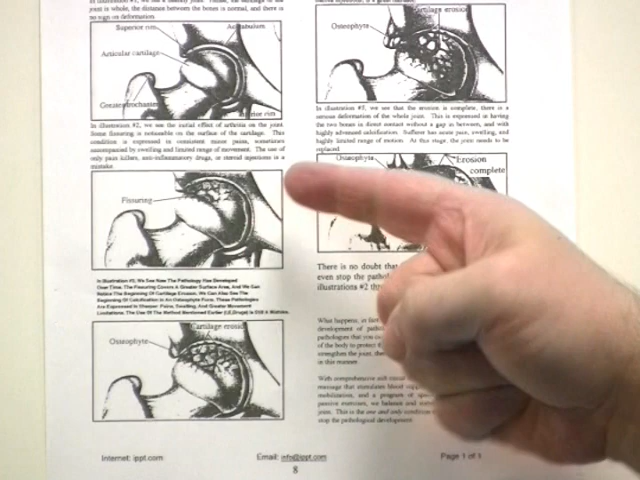 joint is whole, the distance between the bones is normal, and there is
no sign on deformation.
Superior rim
Acetabulum
Articular cartilage
Greater trochanter
In illustration #2, we see the initial effect of arthritis on the joint
Some fissuring is noticeable on the surface of the cartilage. This
condition is expressed in consistent minor pains, sometimes
accompanied by swelling and limited range of movement. The use of
only pain killers, anti-inflammatory drugs, or steroid injections is a
mistake.
Fissuring
In Illustration #3, We See How The Pathology Has Developed
Over Time. The Fissuring Covers A Greater Surface Area, And We Can
Notice The Beginning Of Cartilage Erosion. We Can Also See The
Beginning Of Calcification In An Osteophyte Form. These Pathologies
Are Expressed In Sharper Pains, Swelling, And Greater Movement
Limitations. The Use Of The Method Mentioned Earlier Is Still A Mistake.
Cartilage erosion
Osteophyte
Cartilage erosion
Osteophyte
In illustration #5, we see that the erosion is complete, there is a
serious deformation of the whole joint. This is expressed in having
the two bones in direct contact without a gap in between, and with
highly advanced calcification. Sufferer has acute pain, swelling, and
highly limited range of motion. At this stage, the joint needs to be
replaced.
Osteophyte
Erosion
complete
There is no doubt that
even stop the
illustrations #2
What happens, in
development of
pathologies that you
of the body to protect
strengthen the joint,
in this manner.
With comprehensive
massage that stimulates blood
mobilization, and a program of
passive exercises, we balance and
joint. This is the one and only condition
stop the pathological development
Internet: ippt.com
Email: info@ippt.com
Page 1 of 1
8